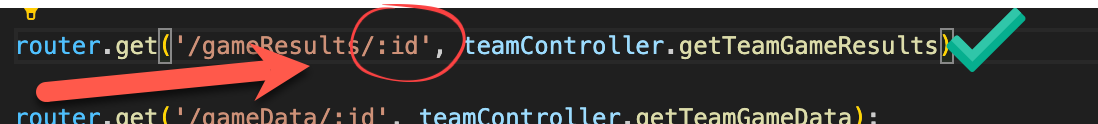 router.get('/gameResults/:id', teamController.getTeamGameResults)
router.get('/gameData/:id', teamController.getTeamGameData);